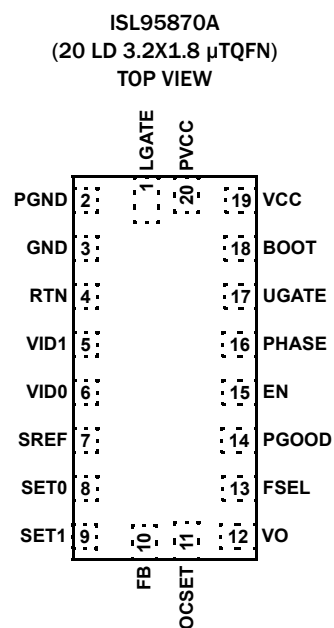 ISL95870A
(20 LD 3.2X1.8 µTQFN)
TOP VIEW
LGATE
PVCC
PGND 2 1 20 19 VCC
GND 3 18 BOOT
RTN 4 17 UGATE
VID1 5 16 PHASE
VID0 6 15 EN
SREF 7 14 PGOOD
SET0 8 13 FSEL
SET1 9 10 11 12 VO
FB
OCSET